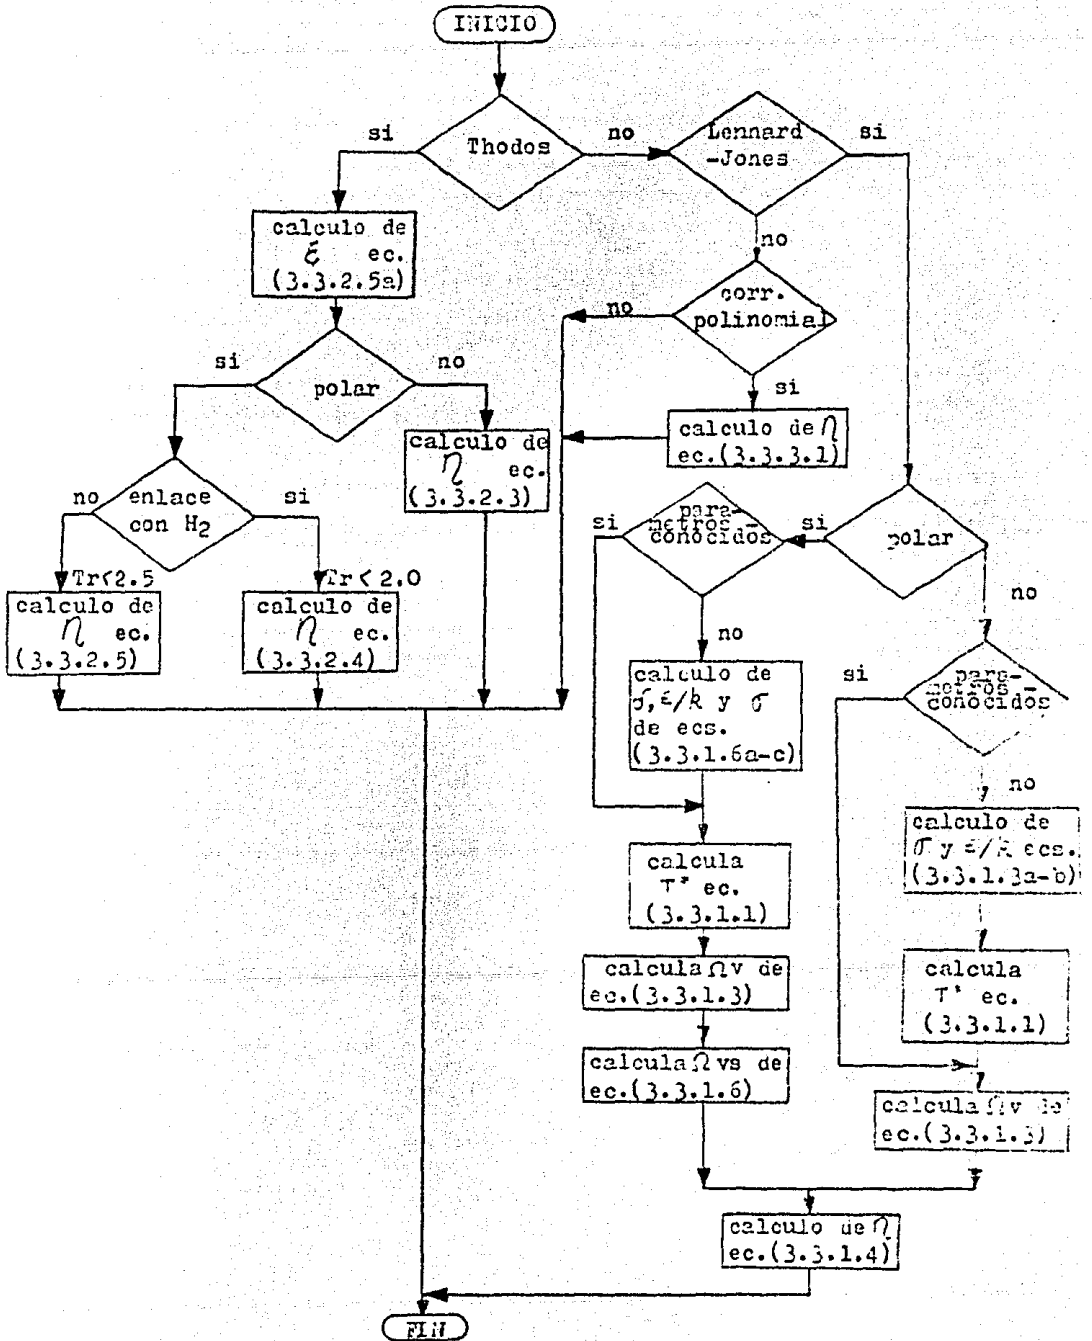 INICIO
Thodos
si
no
Lennard
-Jones
si
calculo de
ξ ec.
(3.3.2.5a)
no
corr.
polinomial
no
si
calculo de η
ec.(3.3.3.1)
si
polar
no
calculo de
η ec.
(3.3.2.3)
no
enlace
con H2
si
Tr<2.5
calculo de
η ec.
(3.3.2.5)
Tr<2.0
calculo de
η ec.
(3.3.2.4)
polar
si
para-
metros
conocidos
si
no
calculo de
σ, ε/k y σ
de ecs.
(3.3.1.6a-c)
calcula
T* ec.
(3.3.1.1)
calcula Ωv de
ec.(3.3.1.3)
calcula Ω vs de
ec.(3.3.1.6)
no
para-
metros
conocidos
si
no
calculo de
σ y ε/k ecs.
(3.3.1.3a-b)
calcula
T* ec.
(3.3.1.1)
calcula Ωv de
ec.(3.3.1.3)
calculo de η
ec.(3.3.1.4)
FIN